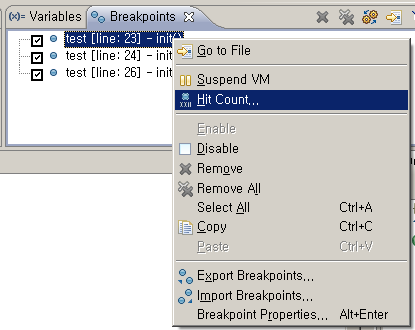 (x)= Variables Breakpoints
test [line: 23] - init()
test [line: 24] - init
test [line: 26] - init
Go to File
Suspend VM
Hit Count...
Enable
Disable
Remove
Remove All
Select All Ctrl+A
Copy Ctrl+C
Paste Ctrl+V
Export Breakpoints...
Import Breakpoints...
Breakpoint Properties... Alt+Enter